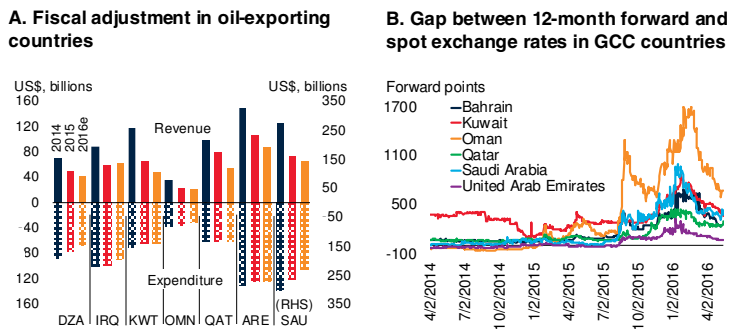 A. Fiscal adjustment in oil-exporting
countries
US$, billions
US$, billions
160
120
80
40
0
40
80
120
160
350
250
150
50
-50
150
250
350
2014
2015
2016e
Revenue
Expenditure
(RHS)
DZA
IRQ
KWT
OMN
QAT
ARE
SAU
B. Gap between 12-month forward and
spot exchange rates in GCC countries
Forward points
1700
1100
500
-100
Bahrain
Kuwait
Oman
Qatar
Saudi Arabia
United Arab Emirates
4/2/2014
7/2/2014
10/2/2014
1/2/2015
4/2/2015
7/2/2015
10/2/2015
1/2/2016
4/2/2016